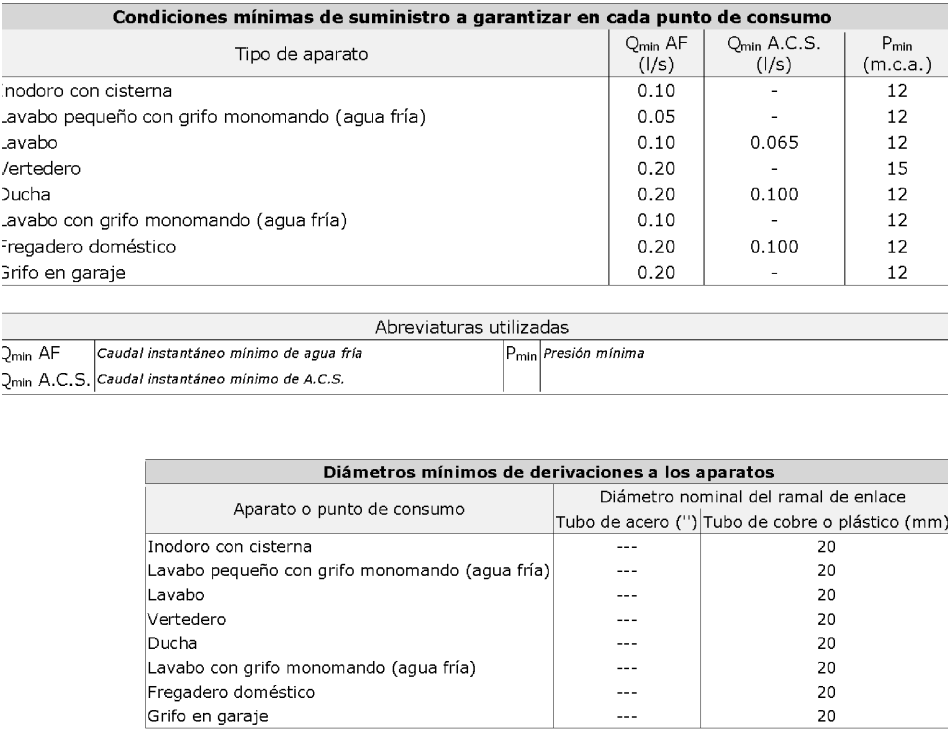 Condiciones mínimas de suministro a garantizar en cada punto de consumo
Tipo de aparato Qmin AF (l/s) Qmin A.C.S. (l/s) Pmin (m.c.a.)
Inodoro con cisterna 0.10 - 12
Lavabo pequeño con grifo monomando (agua fría) 0.05 - 12
Lavabo 0.10 0.065 12
Vertedero 0.20 - 15
Ducha 0.20 0.100 12
Lavabo con grifo monomando (agua fría) 0.10 - 12
Fregadero doméstico 0.20 0.100 12
Grifo en garaje 0.20 - 12
Abreviaturas utilizadas
Qmin AF Caudal instantáneo mínimo de agua fría Pmin Presión mínima
Qmin A.C.S. Caudal instantáneo mínimo de A.C.S.
Diámetros mínimos de derivaciones a los aparatos
Aparato o punto de consumo Diámetro nominal del ramal de enlace
Tubo de acero ('') Tubo de cobre o plástico (mm)
Inodoro con cisterna --- 20
Lavabo pequeño con grifo monomando (agua fría) --- 20
Lavabo --- 20
Vertedero --- 20
Ducha --- 20
Lavabo con grifo monomando (agua fría) --- 20
Fregadero doméstico --- 20
Grifo en garaje --- 20